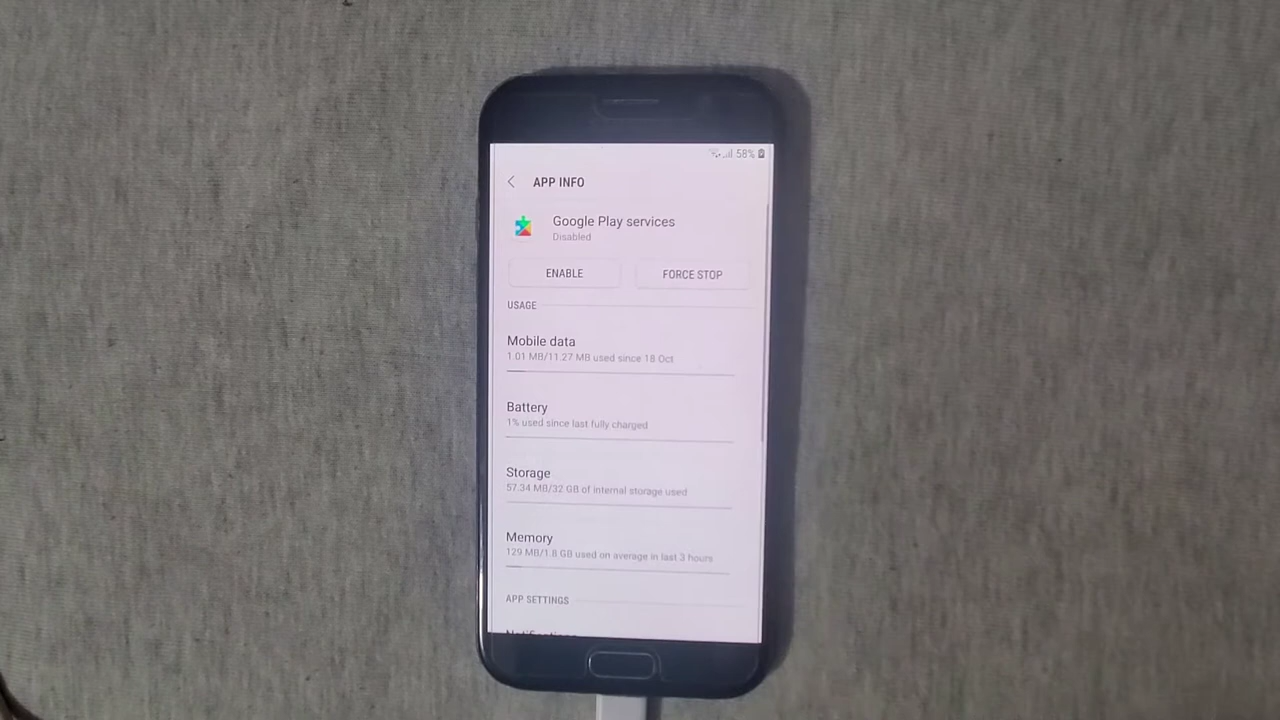 58%
APP INFO
Google Play services
Disabled
ENABLE
FORCE STOP
USAGE
Mobile data
1.01 MB/11.27 MB used since 18 Oct
Battery
1% used since last fully charged
Storage
57.34 MB/32 GB of internal storage used
Memory
129 MB/1.8 GB used on average in last 3 hours
APP SETTINGS